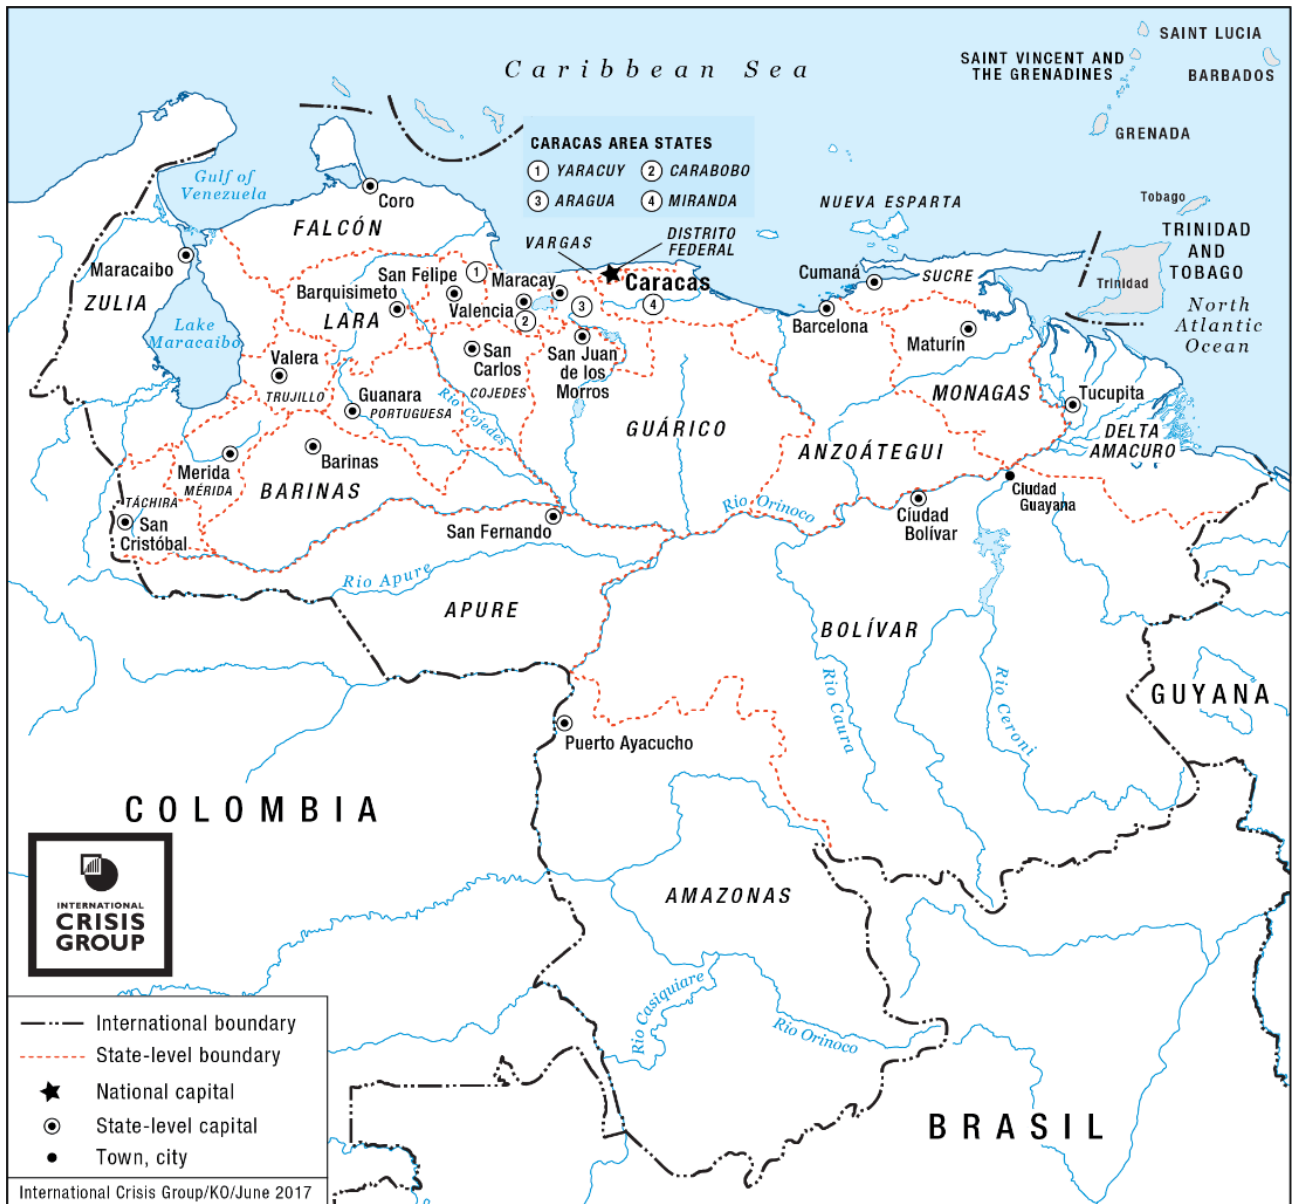 Caribbean Sea
SAINT LUCIA
SAINT VINCENT AND
THE GRENADINES
BARBADOS
GRENADA
CARACAS AREA STATES
1 YARACUY
2 CARABOBO
3 ARAGUA
4 MIRANDA
Gulf of
Venezuela
Coro
FALCÓN
NUEVA ESPARTA
Tobago
TRINIDAD
AND
TOBAGO
Trinidad
North
Atlantic
Ocean
VARGAS
DISTRITO
FEDERAL
Maracaibo
ZULIA
Lake
Maracaibo
San Felipe
1
Maracay
Caracas
Cumaná
SUCRE
Barquisimeto
LARA
Valencia
2
3
4
Barcelona
Maturín
Valera
TRUJILLO
San
Carlos
COJEDES
San Juan
de los
Morros
Guanara
PORTUGUESA
Rio Cojedes
MONAGAS
Tucupita
DELTA
AMACURO
GUÁRICO
ANZOÁTEGUI
Merida
MÉRIDA
Barinas
BARINAS
TÁCHIRA
San
Cristóbal
San Fernando
Rio Orinoco
Ciudad
Bolívar
Ciudad
Guayana
Rio Apure
APURE
BOLÍVAR
Rio Caura
Rio Ceroni
GUYANA
Puerto Ayacucho
COLOMBIA
AMAZONAS
Rio Casiquiare
Rio Orinoco
BRASIL
INTERNATIONAL
CRISIS
GROUP
International boundary
State-level boundary
National capital
State-level capital
Town, city
International Crisis Group/KO/June 2017